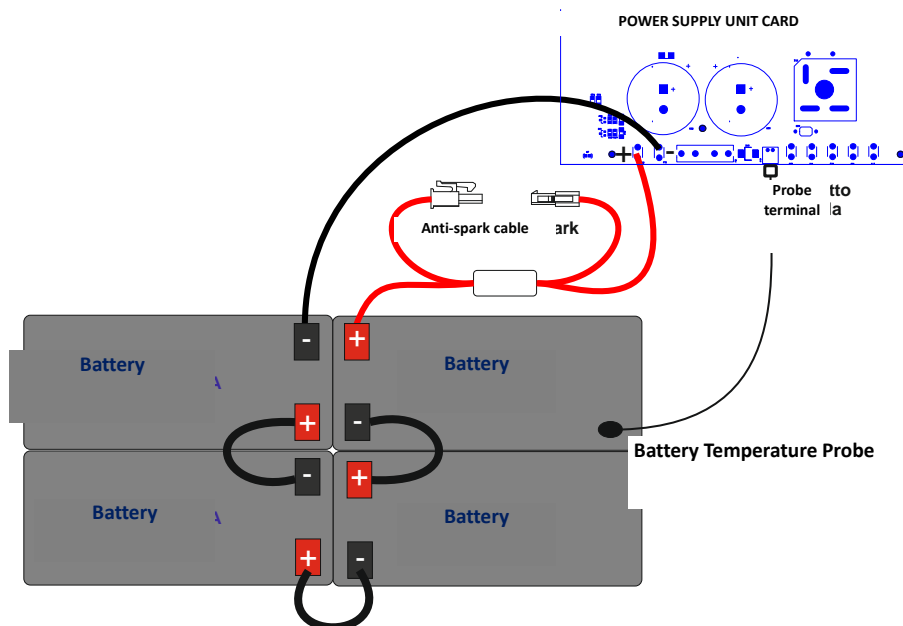 POWER SUPPLY UNIT CARD
+
-
Probe tto
terminal la
Anti-spark cable ark
-
+
Battery
Battery
A
+
-
Battery Temperature Probe
-
+
Battery
Battery
A
+
-